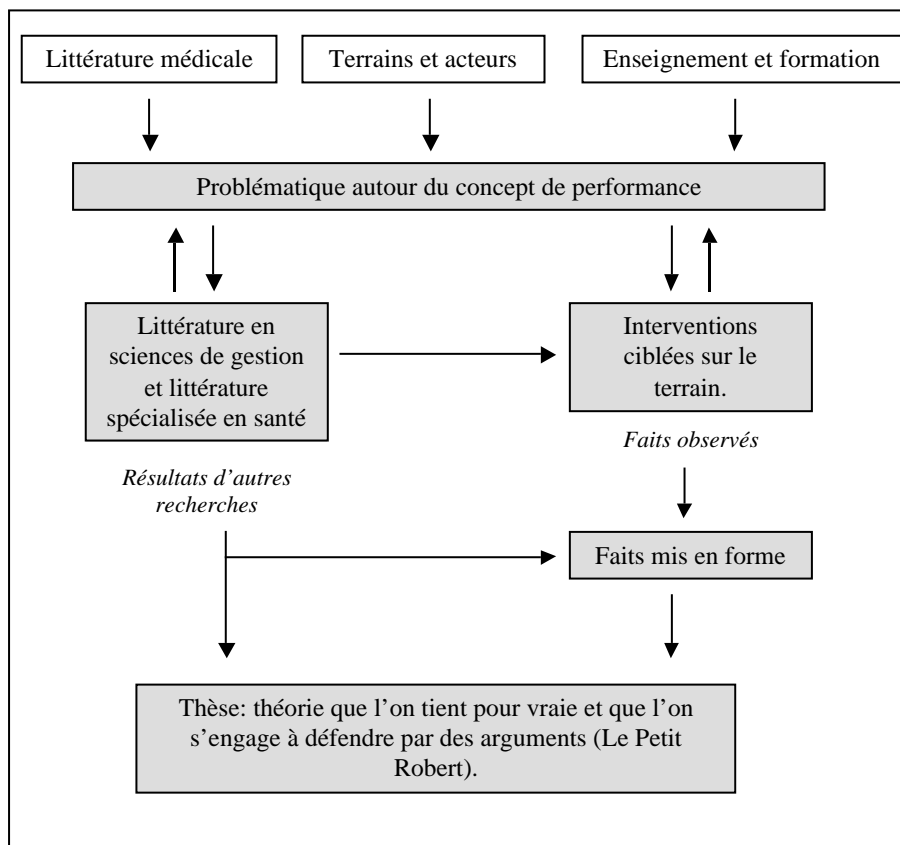 Littérature médicale
Terrains et acteurs
Enseignement et formation
Problématique autour du concept de performance
Littérature en
sciences de gestion
et littérature
spécialisée en santé
Interventions
ciblées sur le
terrain.
Faits observés
Résultats d'autres
recherches
Faits mis en forme
Thèse: théorie que l'on tient pour vraie et que l'on
s'engage à défendre par des arguments (Le Petit
Robert).